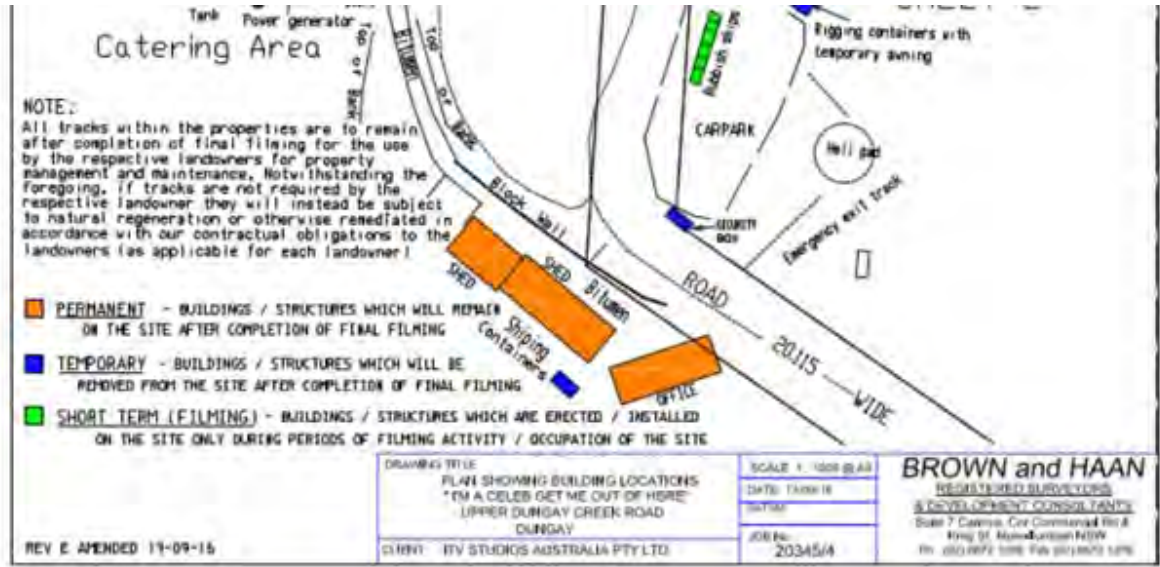 Tank
Power generator
Catering Area
Top of Bank
BITUMEN
Top of Bank
Rubbish skips
Rigging containers with
temporary awning
CARPARK
Heli pad
Emergency exit track
SECURITY
BOX
Block Wall
Bitumen
SHED
SHED
Shiping
Containers
OFFICE
ROAD
20.115
WIDE
NOTE:
All tracks within the properties are to remain
after completion of final filming for the use
by the respective landowners for property
management and maintenance. Notwithstanding the
foregoing, if tracks are not required by the
respective landowner they will instead be subject
to natural regeneration or otherwise remediated in
accordance with our contractual obligations to the
landowners (as applicable for each landowner)
PERMANENT - BUILDINGS / STRUCTURES WHICH WILL REMAIN
ON THE SITE AFTER COMPLETION OF FINAL FILMING
TEMPORARY - BUILDINGS / STRUCTURES WHICH WILL BE
REMOVED FROM THE SITE AFTER COMPLETION OF FINAL FILMING
SHORT TERM (FILMING) - BUILDINGS / STRUCTURES WHICH ARE ERECTED / INSTALLED
ON THE SITE ONLY DURING PERIODS OF FILMING ACTIVITY / OCCUPATION OF THE SITE
REV E AMENDED 19-09-16
DRAWING TITLE
PLAN SHOWING BUILDING LOCATIONS
"I'M A CELEB GET ME OUT OF HERE"
UPPER DUNGAY CREEK ROAD
DUNGAY
CLIENT ITV STUDIOS AUSTRALIA PTY LTD
SCALE 1:
DATE:
DATUM:
JOB No.
20345/4
BROWN and HAAN
REGISTERED SURVEYORS
& DEVELOPMENT CONSULTANTS
King St, Murwillumbah NSW